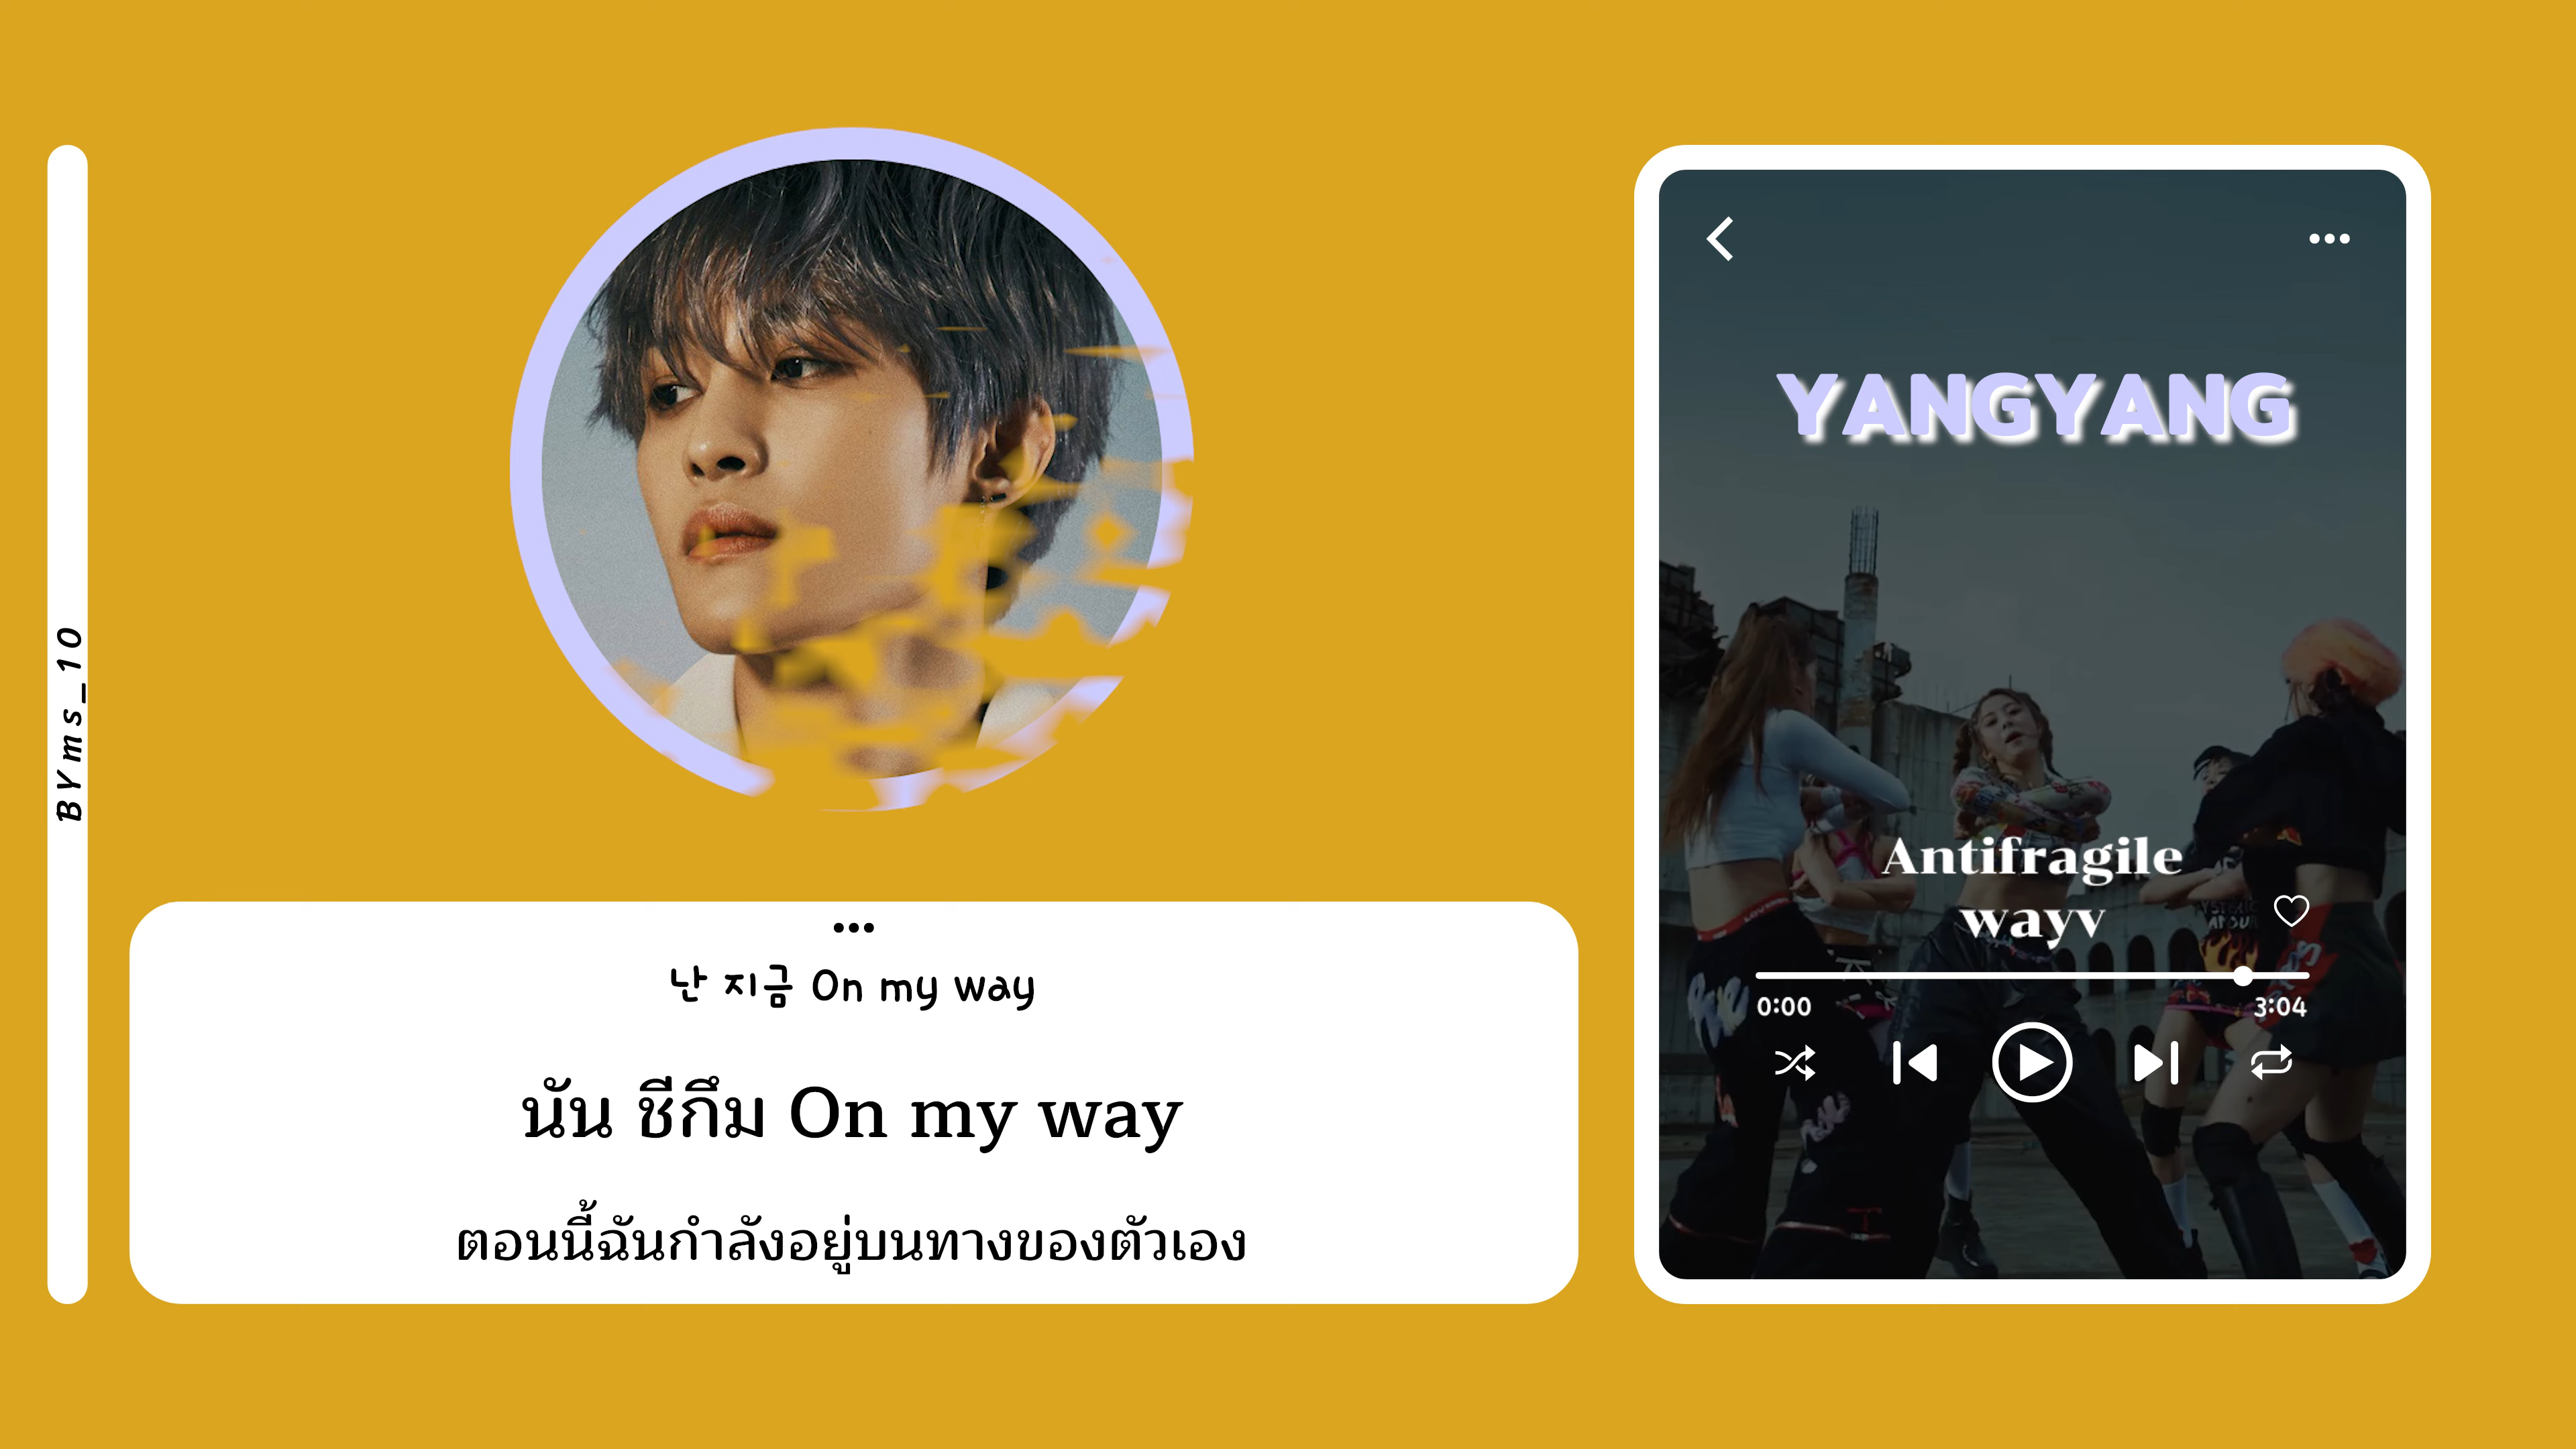 BYms_10
난 지금 On my way
นัน ชีกึม On my way
ตอนนี้ฉันกำลังอยู่บนทางของตัวเอง
YANGYANG
Antifragile
wayv
0:00
3:04